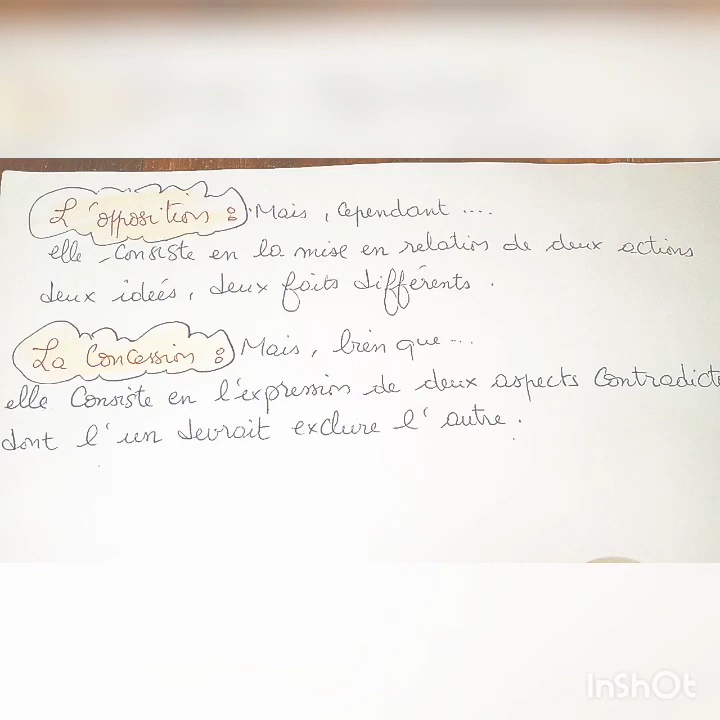 L'opposition : Mais, cependant ....
elle consiste en la mise en relation de deux actions
deux ideés, deux faits différents.
La Concession : Mais, bien que ...
elle Consiste en l'expression de deux aspects Contradict
dont l'un devrait exclure l'autre.
InShOt